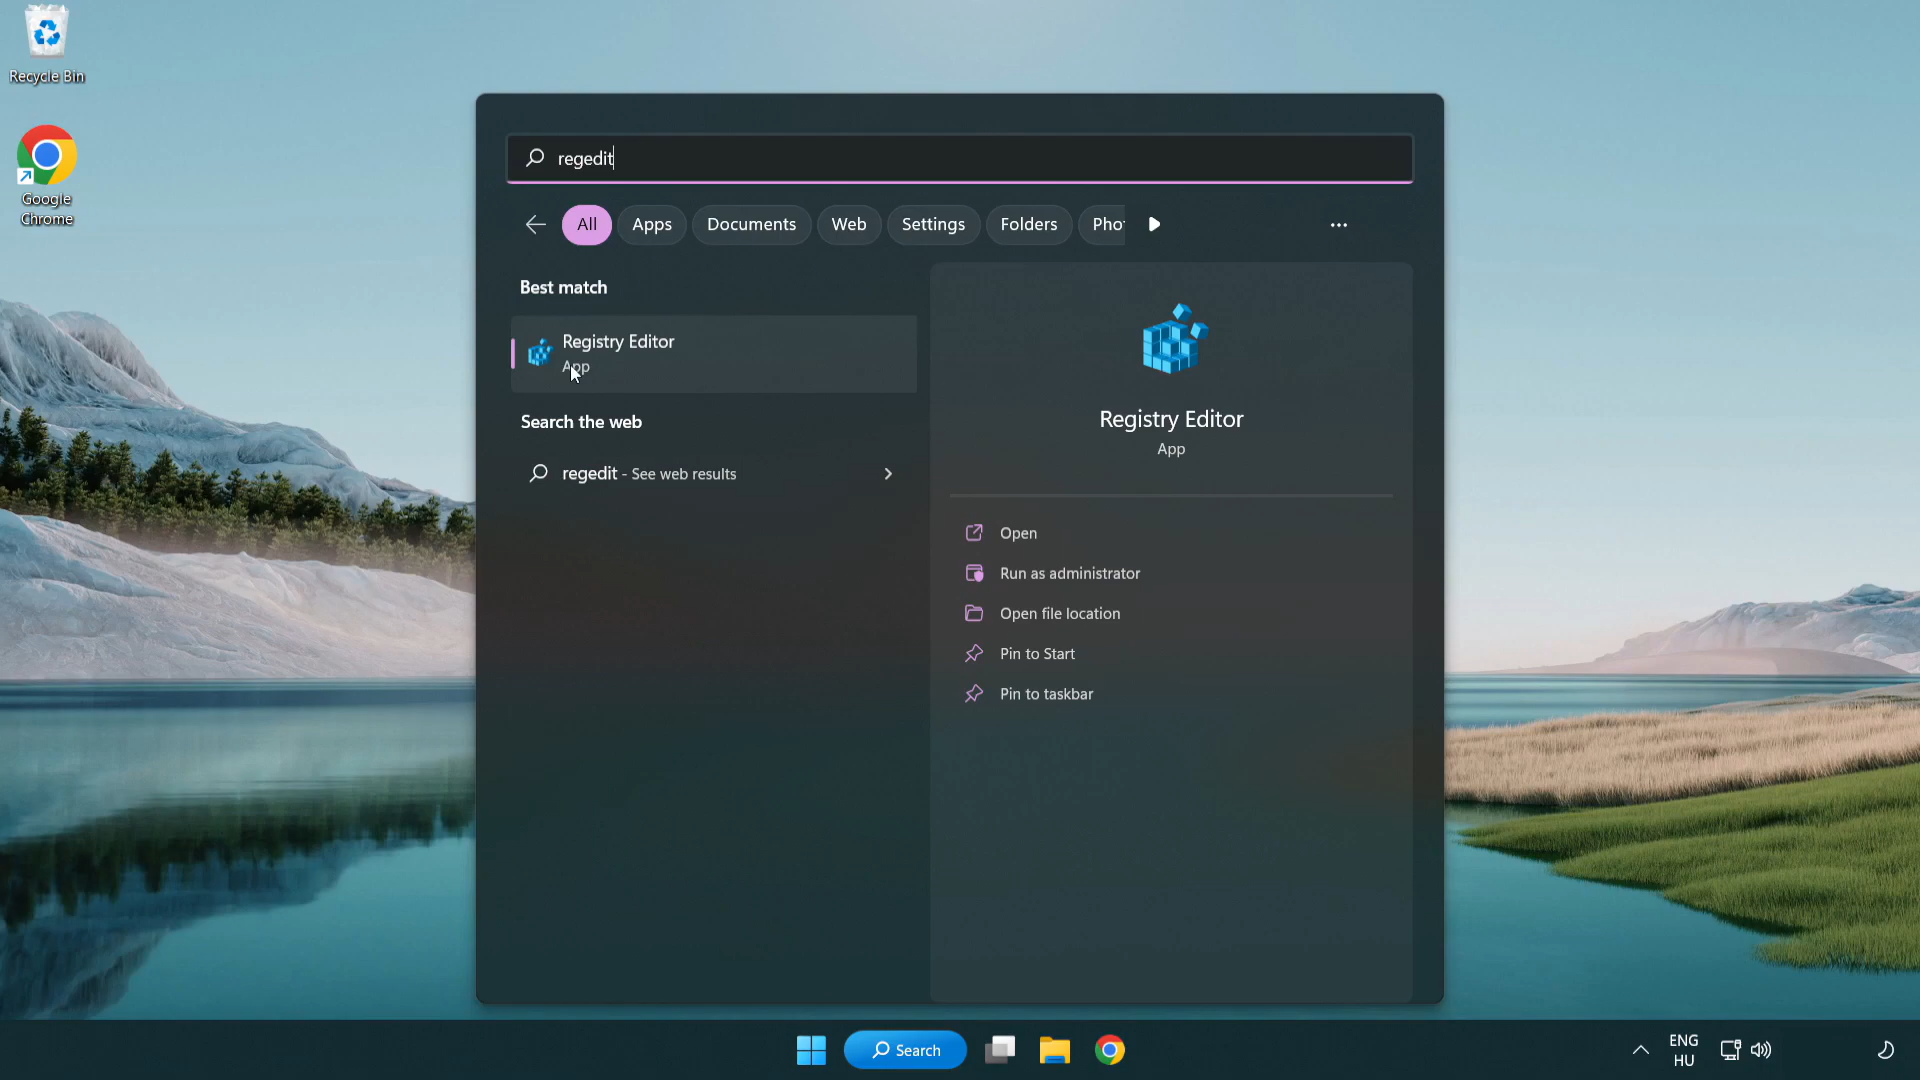 Recycle Bin
Google
Chrome
regedit
All
Apps
Documents
Web
Settings
Folders
Pho
Best match
Registry Editor
App
Search the web
regedit - See web results
Registry Editor
App
Open
Run as administrator
Open file location
Pin to Start
Pin to taskbar
Search
ENG
HU